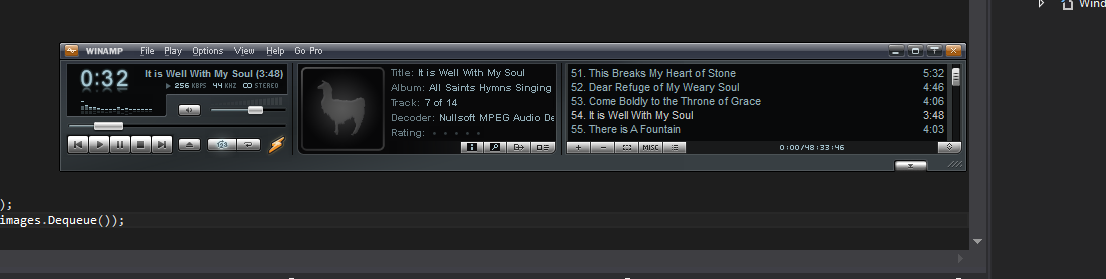 Wind
WINAMP File Play Options View Help Go Pro
0:32
It is Well With My Soul (3:48)
256 KBPS 44 KHZ STEREO
Title: It is Well With My Soul
Album: All Saints Hymns Singing
Track: 7 of 14
Decoder: Nullsoft MPEG Audio De
Rating:
51. This Breaks My Heart of Stone 5:32
52. Dear Refuge of My Weary Soul 4:46
53. Come Boldly to the Throne of Grace 4:06
54. It is Well With My Soul 3:48
55. There is A Fountain 4:03
+ - MISC 0:00/48:33:46
);
images.Dequeue());